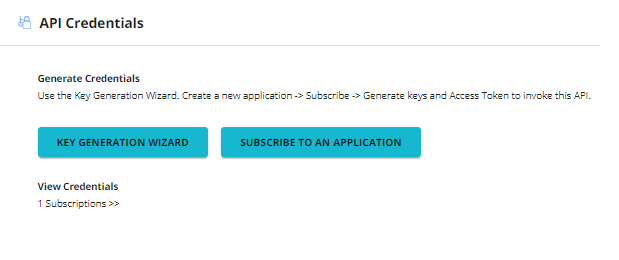 API Credentials
Generate Credentials
Use the Key Generation Wizard. Create a new application -> Subscribe -> Generate keys and Access Token to invoke this API.
KEY GENERATION WIZARD
SUBSCRIBE TO AN APPLICATION
View Credentials
1 Subscriptions >>